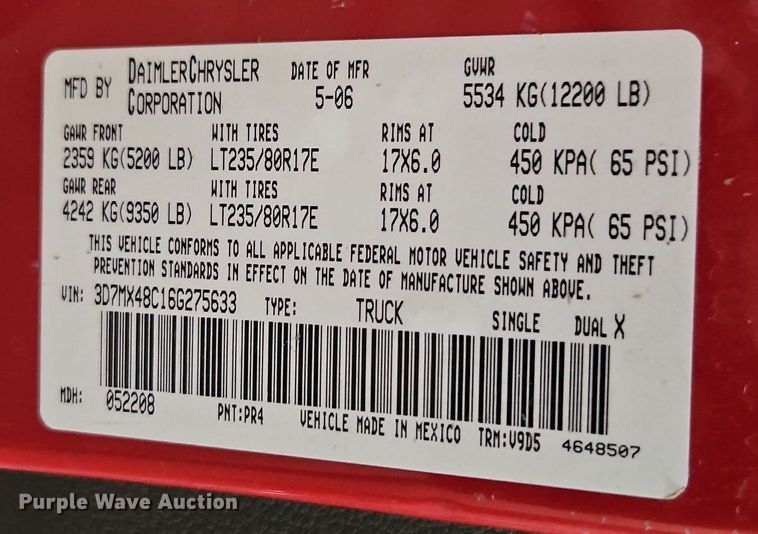 MFD BY DAIMLERCHRYSLER CORPORATION DATE OF MFR 5-06 GVWR 5534 KG(12200 LB)
GAWR FRONT WITH TIRES RIMS AT COLD
2359 KG(5200 LB) LT235/80R17E 17X6.0 450 KPA( 65 PSI)
GAWR REAR WITH TIRES RIMS AT COLD
4242 KG(9350 LB) LT235/80R17E 17X6.0 450 KPA( 65 PSI)
THIS VEHICLE CONFORMS TO ALL APPLICABLE FEDERAL MOTOR VEHICLE SAFETY AND THEFT
PREVENTION STANDARDS IN EFFECT ON THE DATE OF MANUFACTURE SHOWN ABOVE.
VIN: 3D7MX48C16G275633 TYPE: TRUCK SINGLE DUAL X
MDH: 052208 PNT:PR4 VEHICLE MADE IN MEXICO TRM:V9D5 4648507
Purple Wave Auction